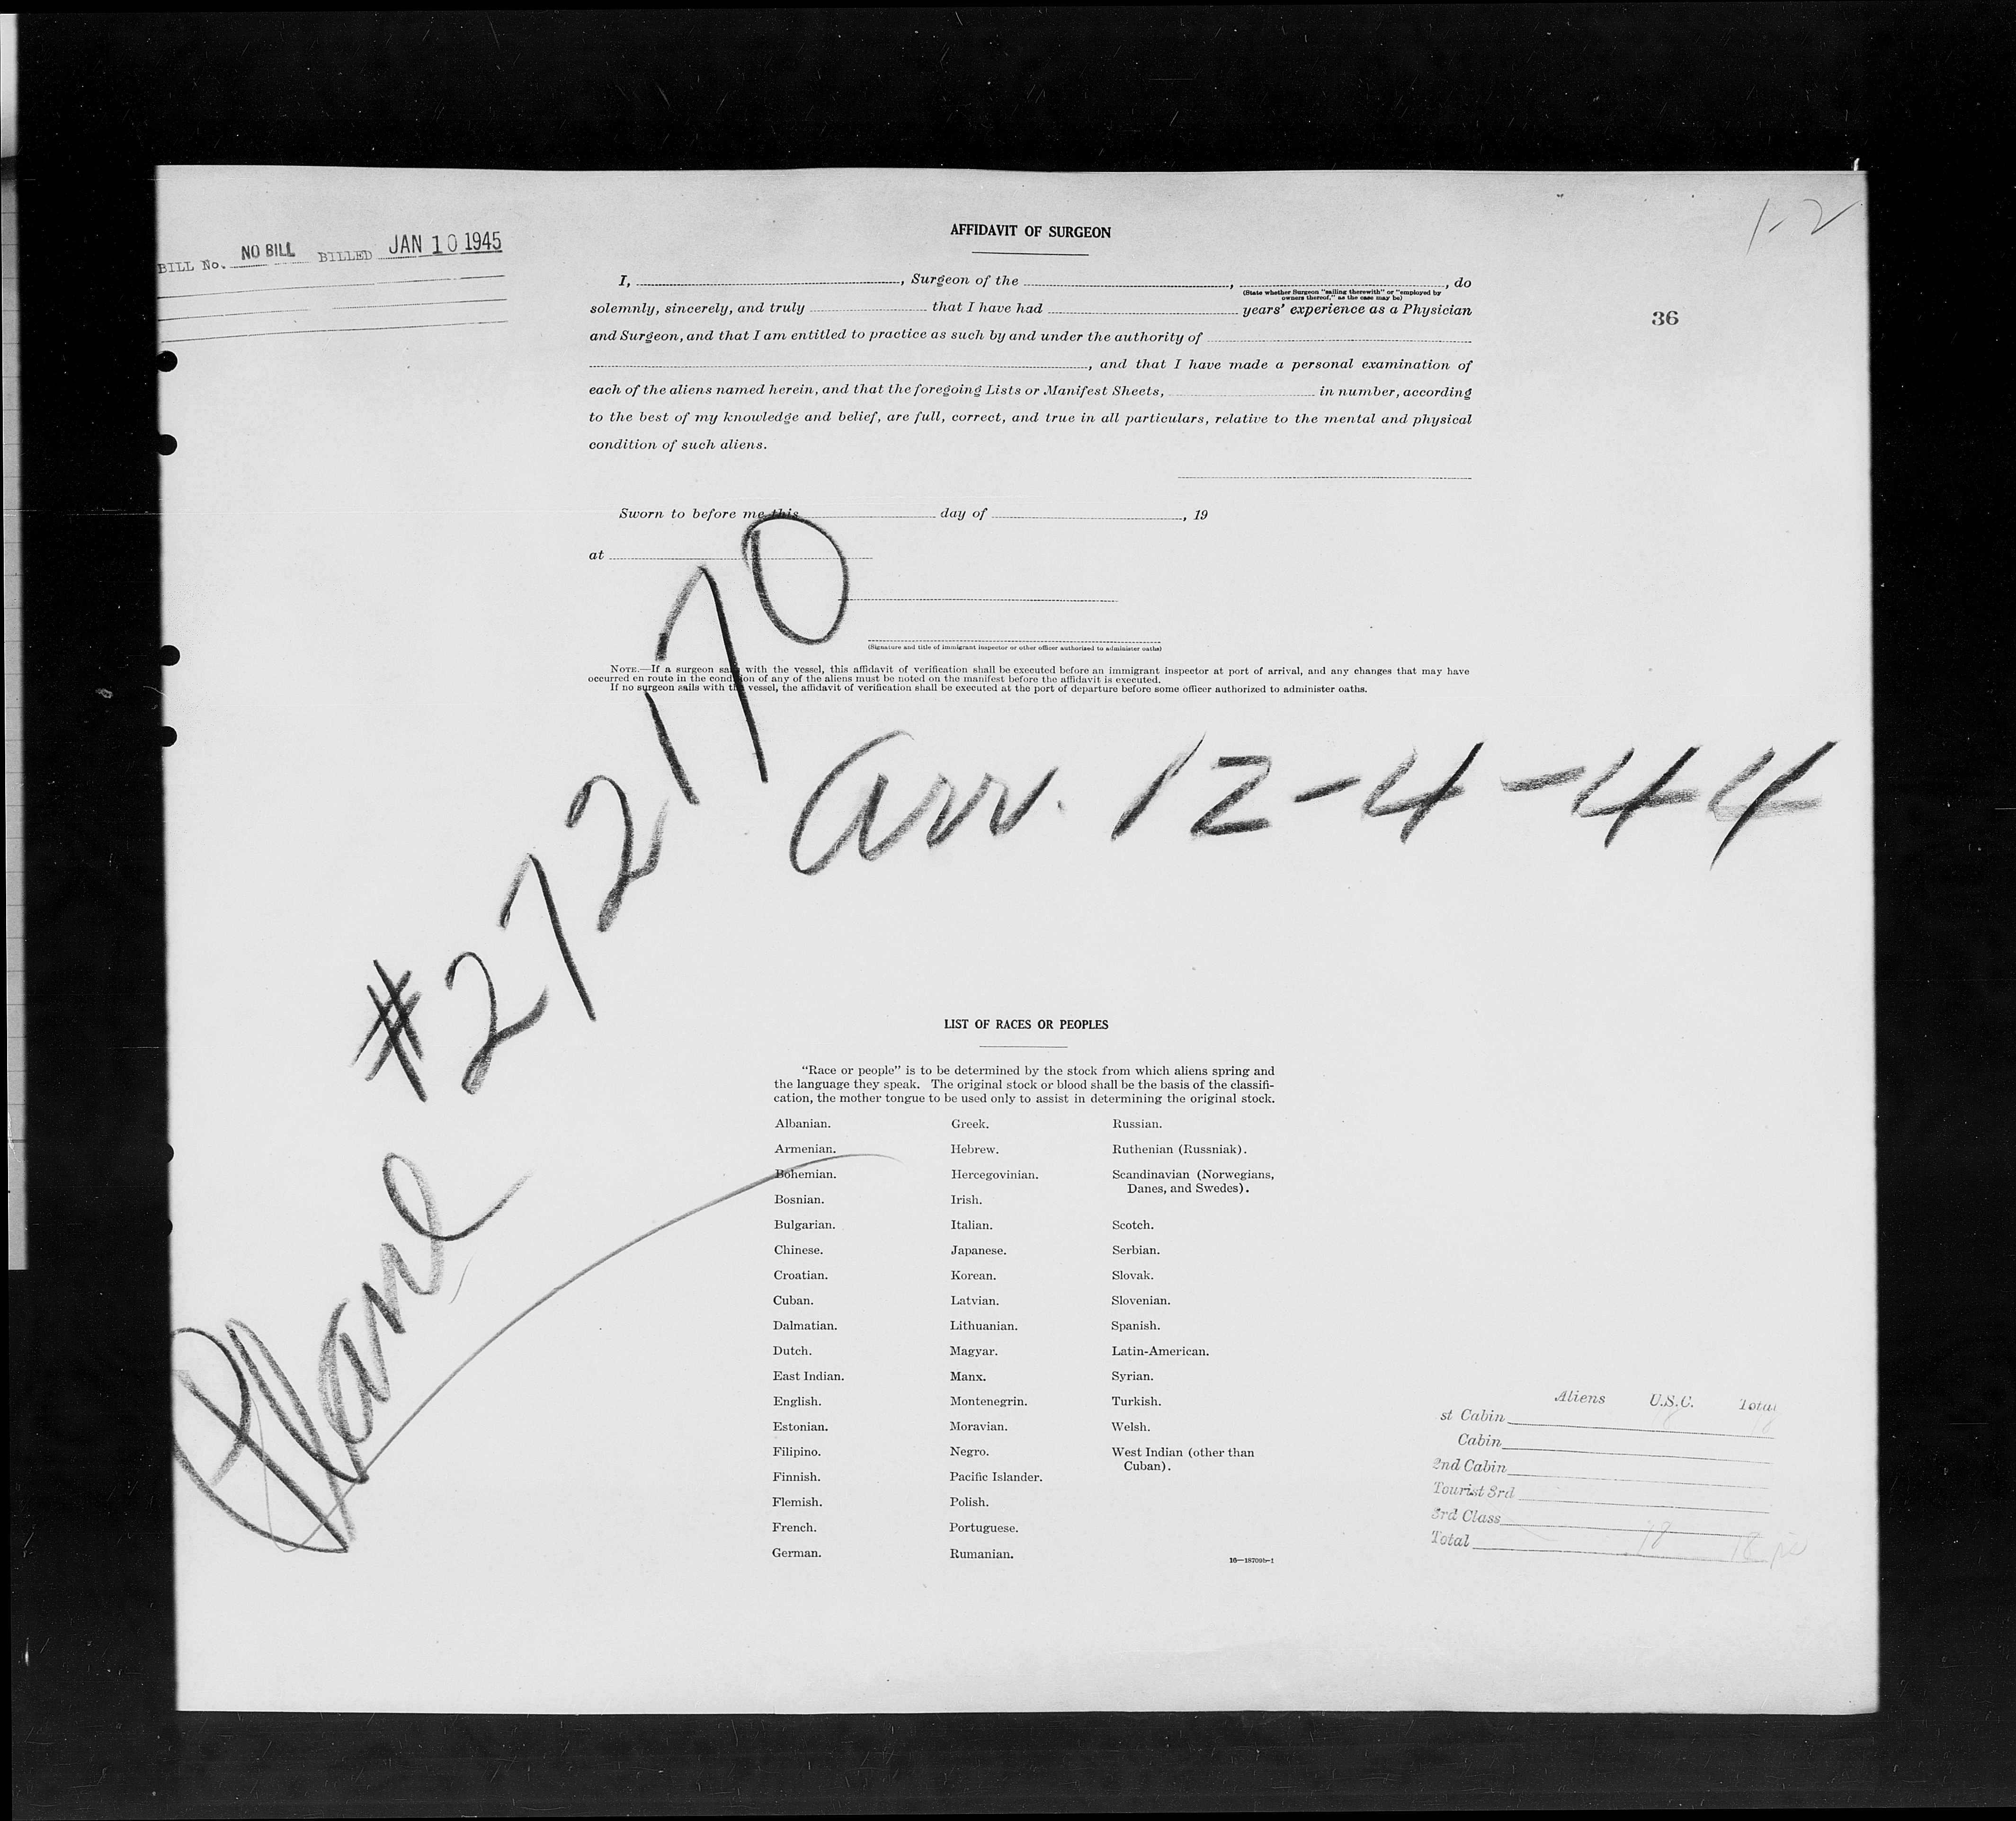 BILL No. NO BILL BILLED JAN 10 1945
1-2
36
AFFIDAVIT OF SURGEON
I, , Surgeon of the , , do
(State whether Surgeon "sailing therewith" or "employed by
owners thereof," as the case may be)
solemnly, sincerely, and truly that I have had years' experience as a Physician
and Surgeon, and that I am entitled to practice as such by and under the authority of
, and that I have made a personal examination of
each of the aliens named herein, and that the foregoing Lists or Manifest Sheets, in number, according
to the best of my knowledge and belief, are full, correct, and true in all particulars, relative to the mental and physical
condition of such aliens.
Sworn to before me this day of , 19
at
(Signature and title of immigrant inspector or other officer authorized to administer oaths)
NOTE.—If a surgeon sails with the vessel, this affidavit of verification shall be executed before an immigrant inspector at port of arrival, and any changes that may have
occurred en route in the condition of any of the aliens must be noted on the manifest before the affidavit is executed.
If no surgeon sails with the vessel, the affidavit of verification shall be executed at the port of departure before some officer authorized to administer oaths.
Plane #272170
arr. 12-4-44
LIST OF RACES OR PEOPLES
"Race or people" is to be determined by the stock from which aliens spring and
the language they speak. The original stock or blood shall be the basis of the classifi-
cation, the mother tongue to be used only to assist in determining the original stock.
Albanian.
Armenian.
Bohemian.
Bosnian.
Bulgarian.
Chinese.
Croatian.
Cuban.
Dalmatian.
Dutch.
East Indian.
English.
Estonian.
Filipino.
Finnish.
Flemish.
French.
German.
Greek.
Hebrew.
Hercegovinian.
Irish.
Italian.
Japanese.
Korean.
Latvian.
Lithuanian.
Magyar.
Manx.
Montenegrin.
Moravian.
Negro.
Pacific Islander.
Polish.
Portuguese.
Rumanian.
Russian.
Ruthenian (Russniak).
Scandinavian (Norwegians,
Danes, and Swedes).
Scotch.
Serbian.
Slovak.
Slovenian.
Spanish.
Latin-American.
Syrian.
Turkish.
Welsh.
West Indian (other than
Cuban).
16—18709b-1
Aliens U.S.C. Total
st Cabin 18 18
Cabin
2nd Cabin
Tourist 3rd
3rd Class
Total 18 18